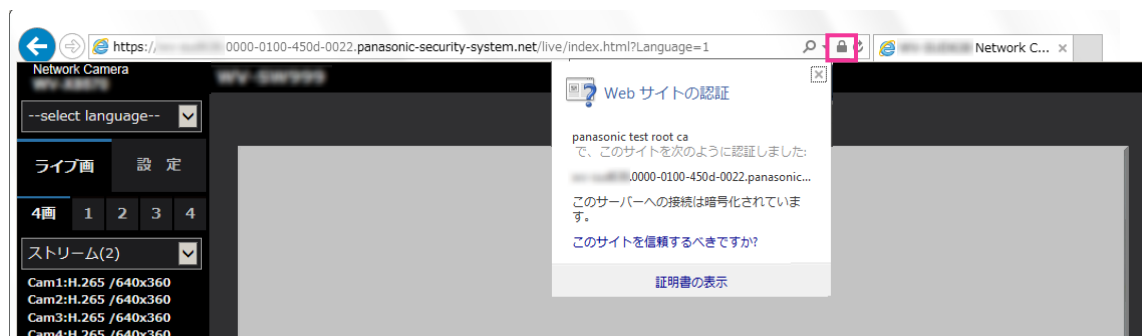 https:// 0000-0100-450d-0022.panasonic-security-system.net/live/index.html?Language=1
Network C... ×
Network Camera
WV-SW999
--select language--
ライブ画 設 定
4画 1 2 3 4
ストリーム(2)
Cam1:H.265 /640x360
Cam2:H.265 /640x360
Cam3:H.265 /640x360
Cam4:H.265 /640x360
Web サイトの認証
panasonic test root ca
で、このサイトを次のように認証しました:
.0000-0100-450d-0022.panasonic...
このサーバーへの接続は暗号化されていま
す。
このサイトを信頼するべきですか?
証明書の表示